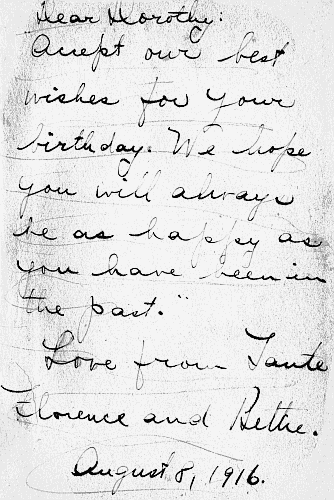 Dear Dorothy:
Accept our best
wishes for your
birthday. We hope
you will always
be as happy as
you have been in
the past."
Love from Tante
Florence and Bettie.
August 8, 1916.